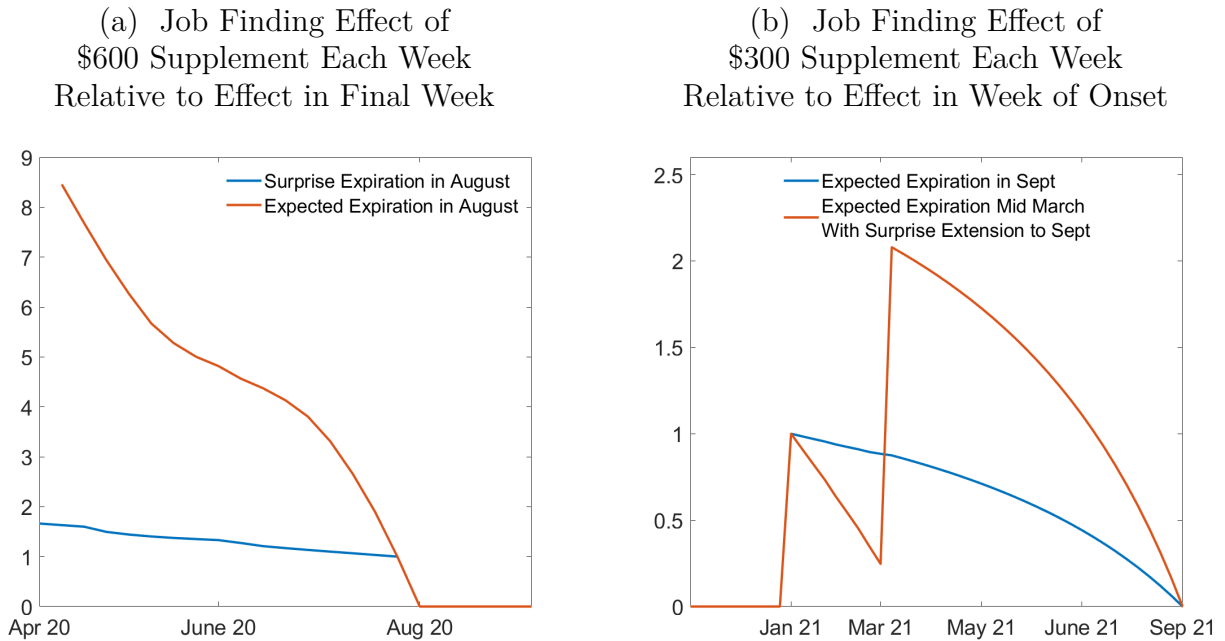 (a) Job Finding Effect of
$600 Supplement Each Week
Relative to Effect in Final Week
9
8
7
6
5
4
3
2
1
0
Surprise Expiration in August
Expected Expiration in August
Apr 20
June 20
Aug 20
(b) Job Finding Effect of
$300 Supplement Each Week
Relative to Effect in Week of Onset
2.5
2
1.5
1
0.5
0
Expected Expiration in Sept
Expected Expiration Mid March
With Surprise Extension to Sept
Jan 21
Mar 21
May 21
June 21
Sep 21